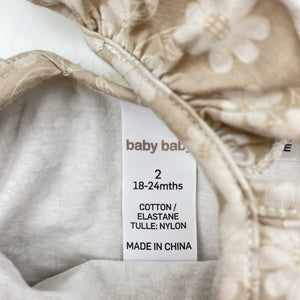 baby baby
2
18-24mths
COTTON /
ELASTANE
TULLE: NYLON
MADE IN CHINA